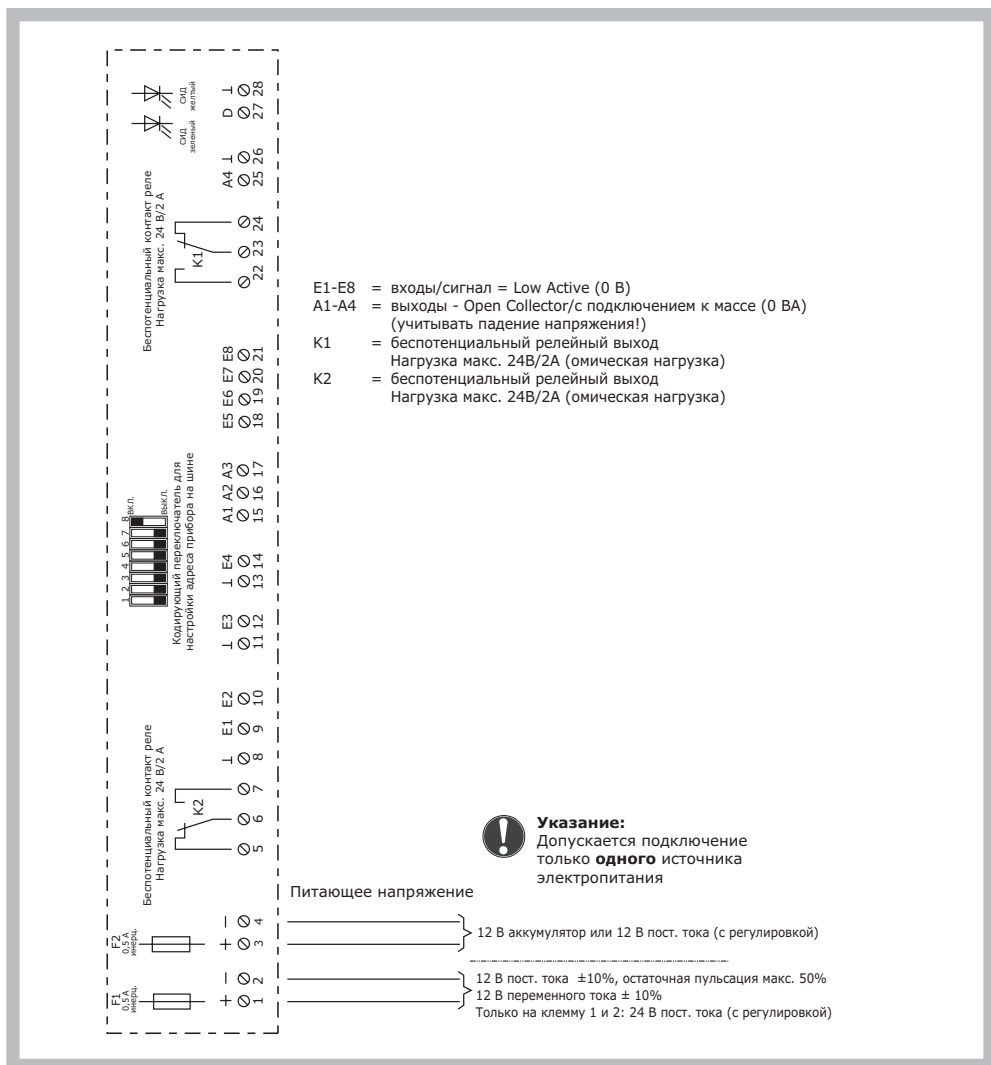 СИД
желтый
СИД
зеленый
⊥ 28
D 27
⊥ 26
A4 25
Беспотенциальный контакт реле
Нагрузка макс. 24 В/2 А
K1
24
23
22
E1-E8 = входы/сигнал = Low Active (0 В)
A1-A4 = выходы - Open Collector/с подключением к массе (0 ВА)
(учитывать падение напряжения!)
K1 = беспотенциальный релейный выход
Нагрузка макс. 24В/2А (омическая нагрузка)
K2 = беспотенциальный релейный выход
Нагрузка макс. 24В/2А (омическая нагрузка)
E8 21
E7 20
E6 19
E5 18
A3 17
A2 16
A1 15
1 2 3 4 5 6 7 8
вкл.
выкл.
Кодирующий переключатель для
настройки адреса прибора на шине
E4 14
⊥ 13
E3 12
⊥ 11
E2 10
E1 9
⊥ 8
Беспотенциальный контакт реле
Нагрузка макс. 24 В/2 А
K2
7
6
5
Указание:
Допускается подключение
только одного источника
электропитания
Питающее напряжение
F2
0,5 А
инерц.
– 4
+ 3
12 В аккумулятор или 12 В пост. тока (с регулировкой)
F1
0,5 А
инерц.
– 2
+ 1
12 В пост. тока ±10%, остаточная пульсация макс. 50%
12 В переменного тока ± 10%
Только на клемму 1 и 2: 24 В пост. тока (с регулировкой)